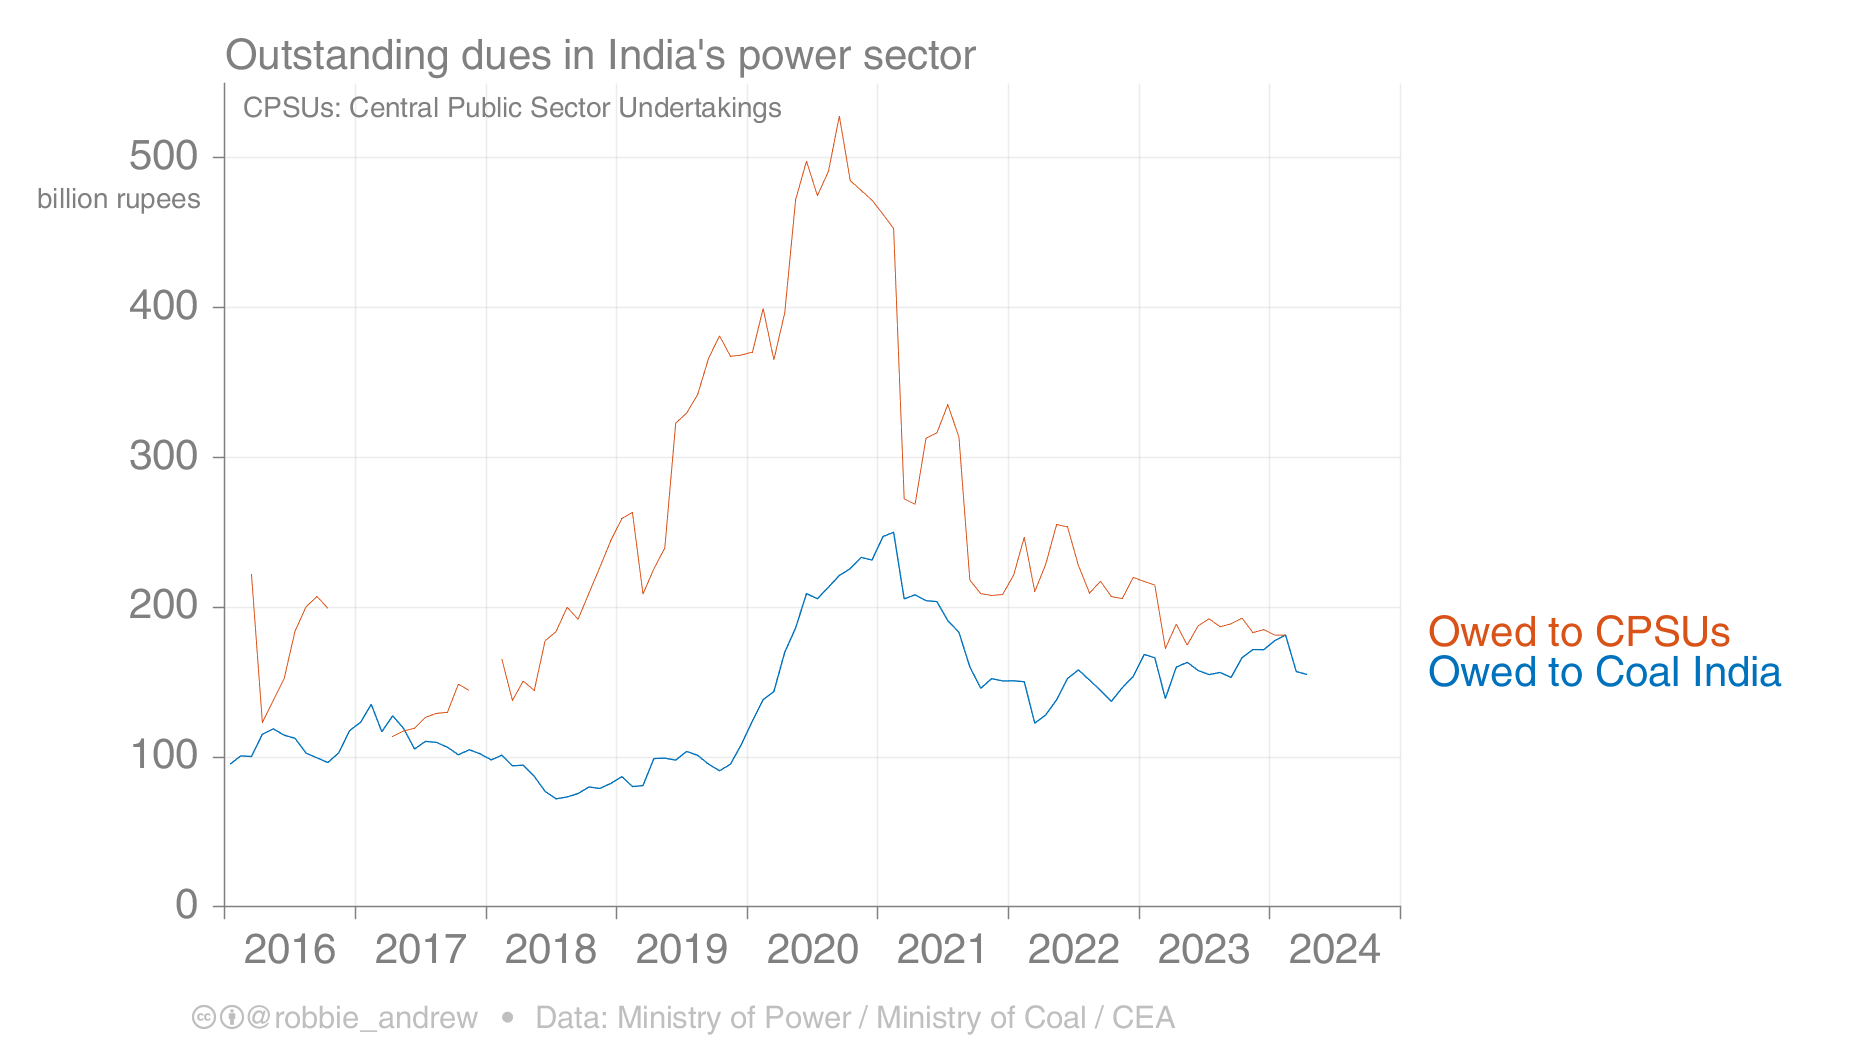 Outstanding dues in India's power sector
CPSUs: Central Public Sector Undertakings
500
billion rupees
400
300
200
100
0
Owed to CPSUs
Owed to Coal India
2016 2017 2018 2019 2020 2021 2022 2023 2024
@robbie_andrew • Data: Ministry of Power / Ministry of Coal / CEA